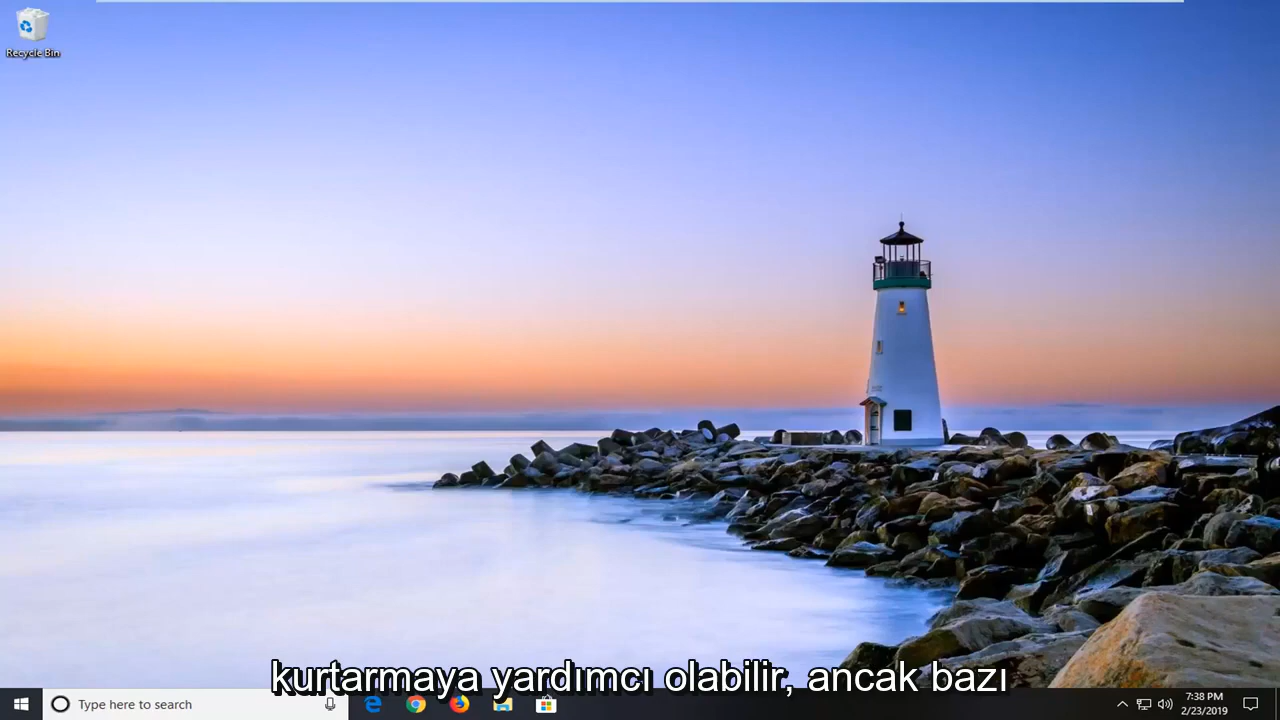 Recycle Bin
kurtarmaya yardımcı olabilir, ancak bazı
Type here to search
7:38 PM
2/23/2019